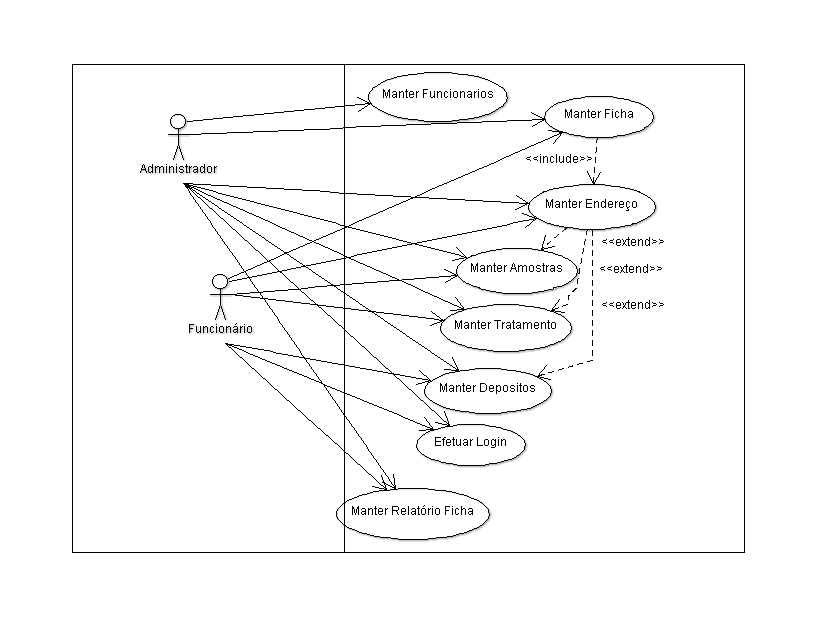 Manter Funcionarios
Manter Ficha
Administrador
<<include>>
Manter Endereço
<<extend>>
Manter Amostras
<<extend>>
<<extend>>
Manter Tratamento
Funcionário
Manter Depositos
Efetuar Login
Manter Relatório Ficha